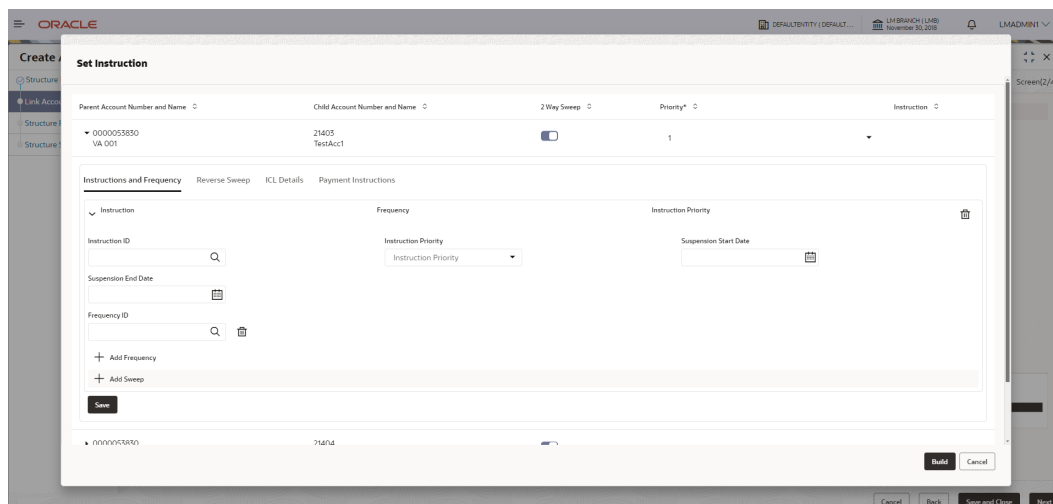 ORACLE
DEFAULTENTITY ( DEFAULT....
LM BRANCH ( LMB)
November 30, 2018
LMADMIN1
Create
Set Instruction
Structure
Screen(2/4
Link Accou
Structure
Structure
Parent Account Number and Name
Child Account Number and Name
2 Way Sweep
Priority*
Instruction
0000053830
VA 001
21403
TestAcc1
1
Instructions and Frequency
Reverse Sweep
ICL Details
Payment Instructions
Instruction
Frequency
Instruction Priority
Instruction ID
Instruction Priority
Suspension Start Date
Instruction Priority
Suspension End Date
Frequency ID
Add Frequency
Add Sweep
Save
0000053830
21404
Build
Cancel
Cancel
Back
Save and Close
Next